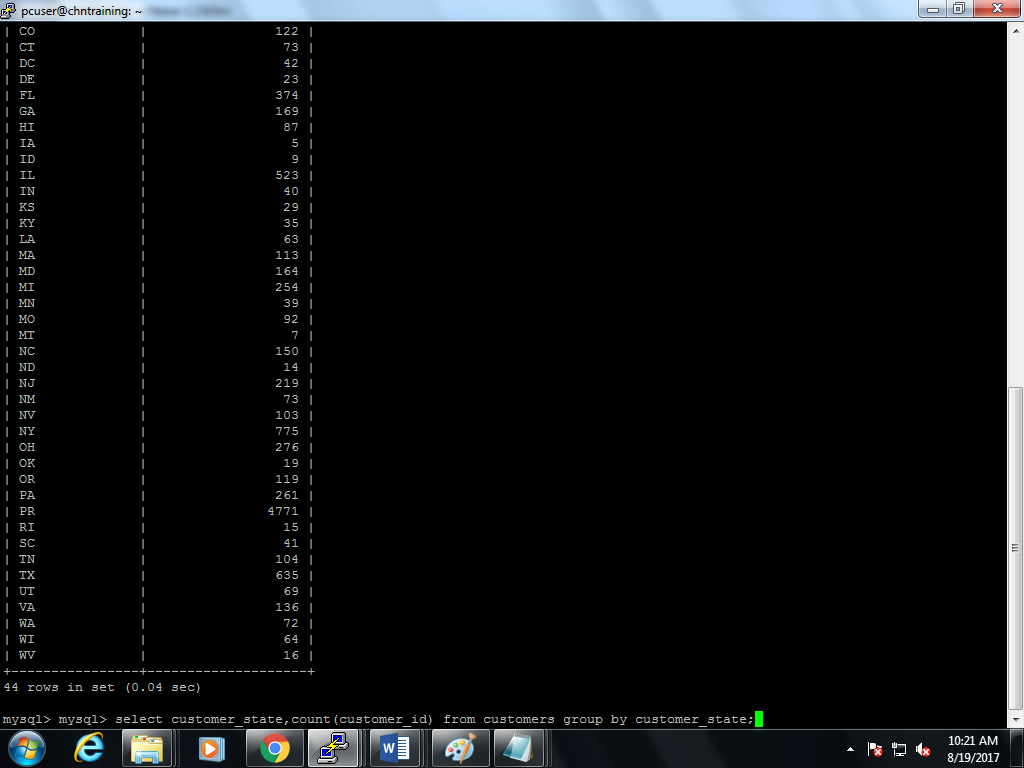 pcuser@chntraining: ~
| CO | 122 |
| CT | 73 |
| DC | 42 |
| DE | 23 |
| FL | 374 |
| GA | 169 |
| HI | 87 |
| IA | 5 |
| ID | 9 |
| IL | 523 |
| IN | 40 |
| KS | 29 |
| KY | 35 |
| LA | 63 |
| MA | 113 |
| MD | 164 |
| MI | 254 |
| MN | 39 |
| MO | 92 |
| MT | 7 |
| NC | 150 |
| ND | 14 |
| NJ | 219 |
| NM | 73 |
| NV | 103 |
| NY | 775 |
| OH | 276 |
| OK | 19 |
| OR | 119 |
| PA | 261 |
| PR | 4771 |
| RI | 15 |
| SC | 41 |
| TN | 104 |
| TX | 635 |
| UT | 69 |
| VA | 136 |
| WA | 72 |
| WI | 64 |
| WV | 16 |
+----------------+--------------------+
44 rows in set (0.04 sec)
mysql> mysql> select customer_state,count(customer_id) from customers group by customer_state;
10:21 AM
8/19/2017